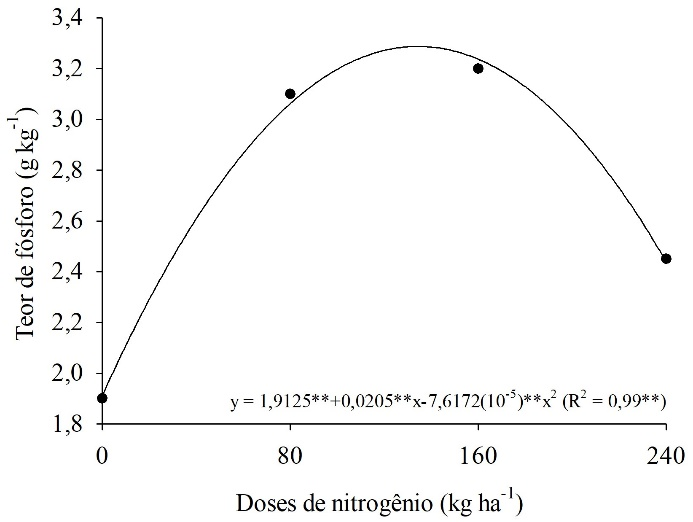 Teor de fósforo (g kg⁻¹)
3,4
3,2
3,0
2,8
2,6
2,4
2,2
2,0
1,8
y = 1,9125**+0,0205**x-7,6172(10⁻⁵)**x² (R² = 0,99**)
0 80 160 240
Doses de nitrogênio (kg ha⁻¹)